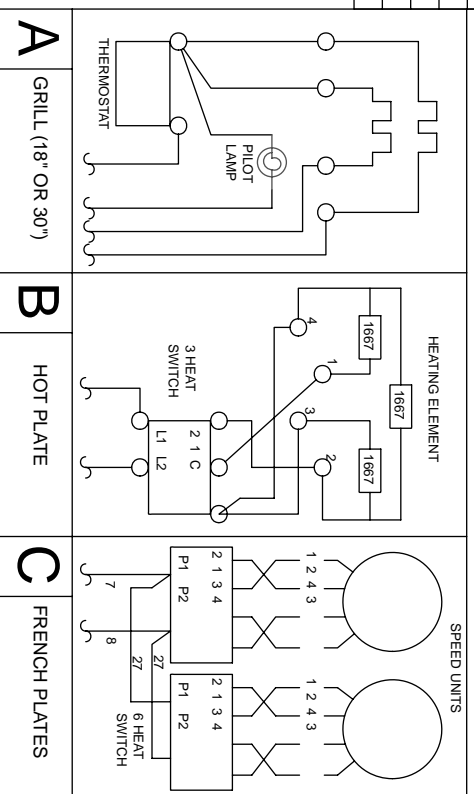 A
GRILL (18" OR 30")
THERMOSTAT
PILOT
LAMP
B
HOT PLATE
HEATING ELEMENT
1667
1667
1667
4
1
3
2
3 HEAT
SWITCH
2 1 C
L1 L2
C
FRENCH PLATES
SPEED UNITS
1 2 4 3
1 2 4 3
2 1 3 4
P1 P2
2 1 3 4
P1 P2
7
8
27
27
6 HEAT
SWITCH